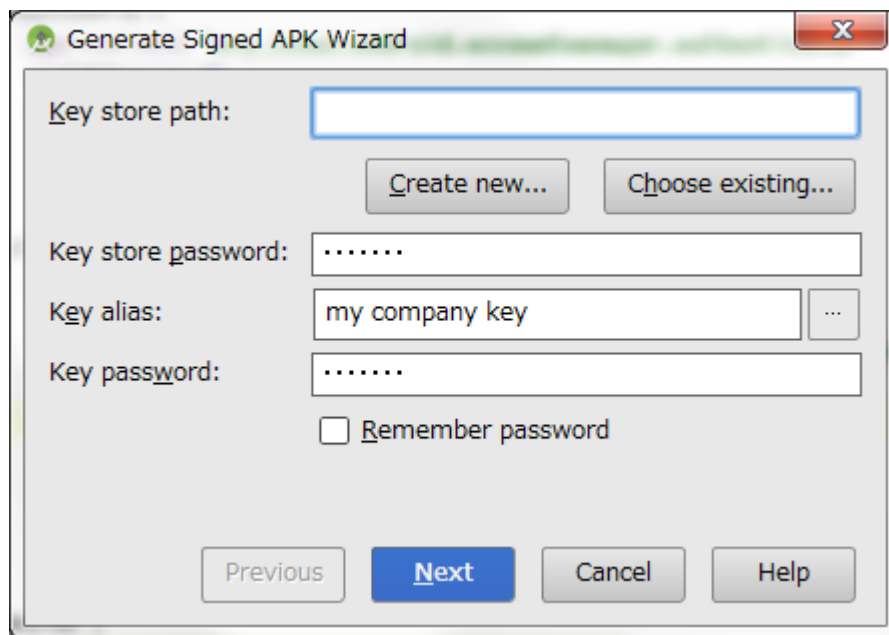 Generate Signed APK Wizard
Key store path:
Create new... Choose existing...
Key store password: ·······
Key alias: my company key ...
Key password: ·······
Remember password
Previous Next Cancel Help